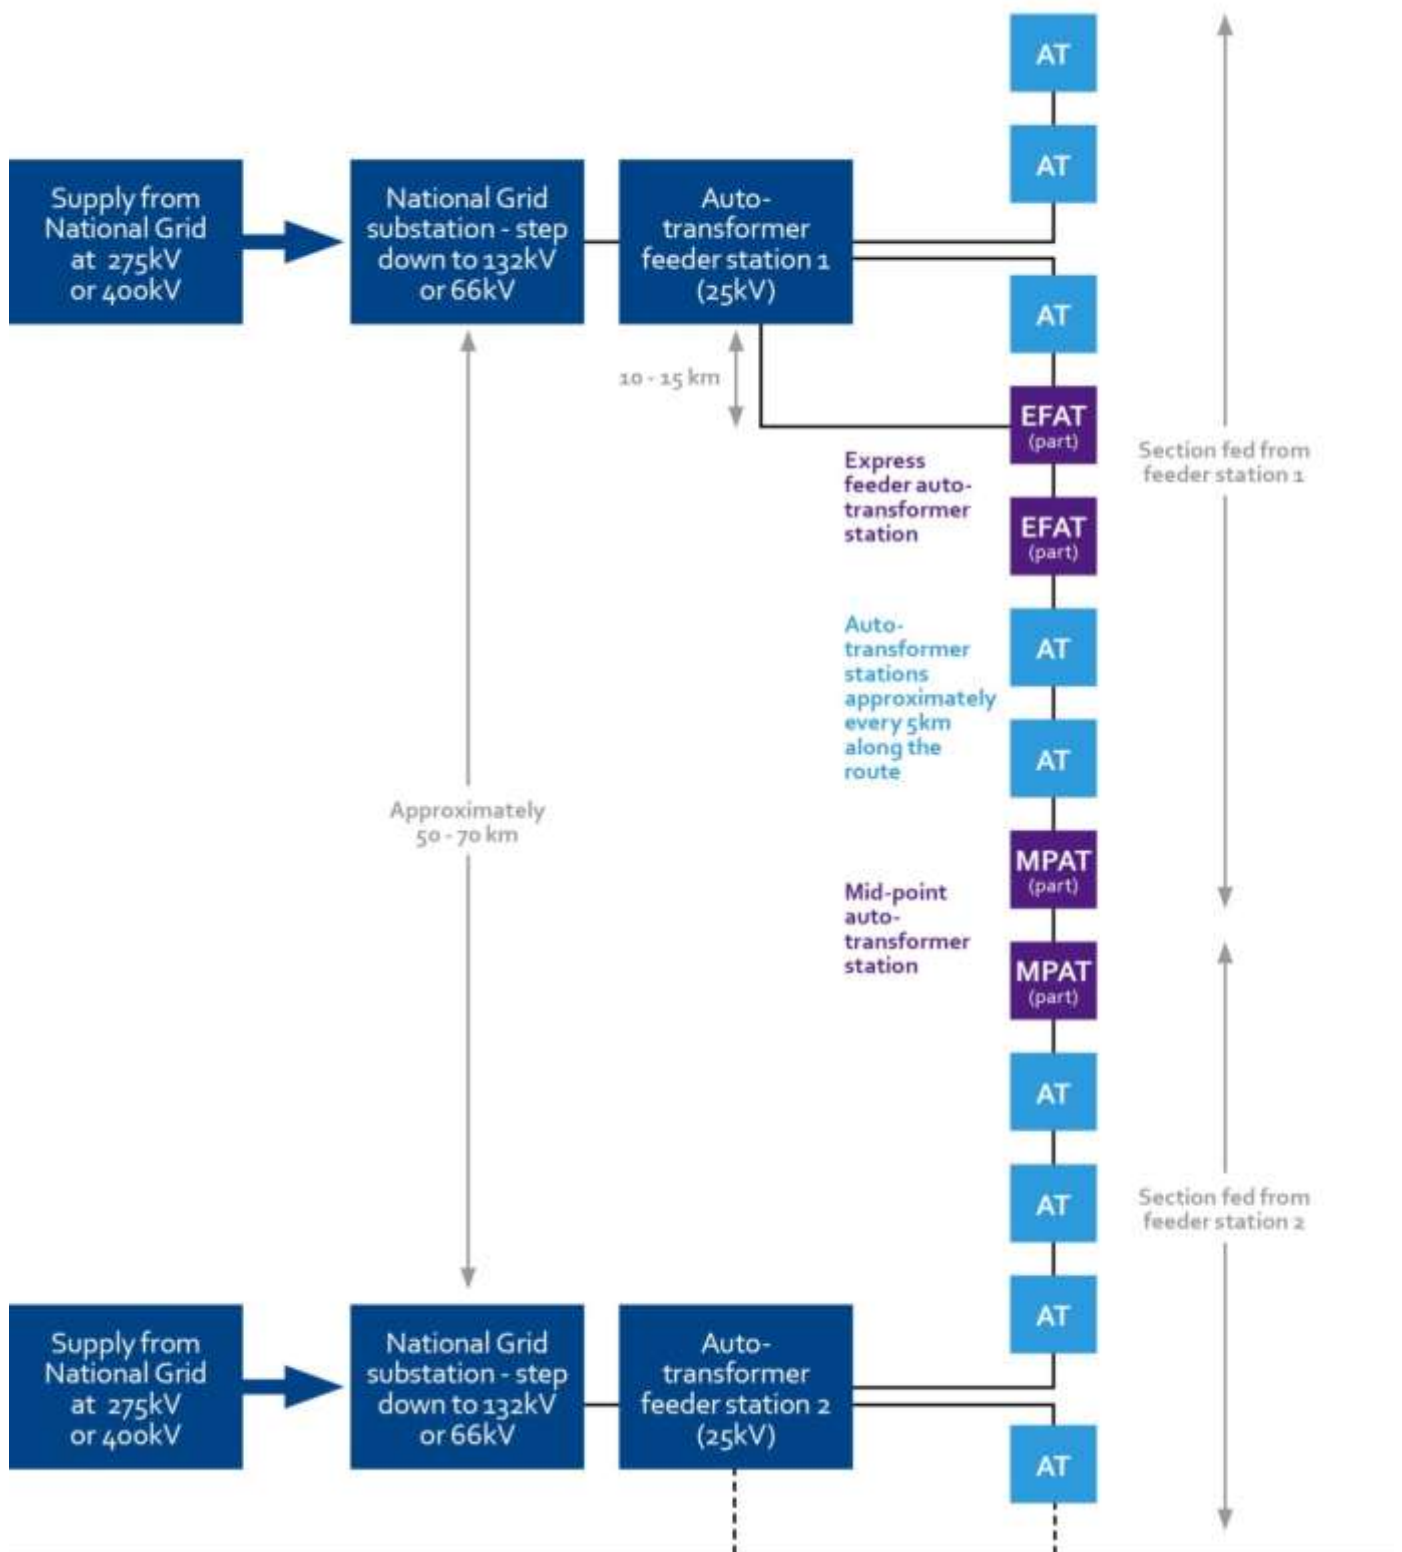 AT
AT
Supply from
National Grid
at 275kV
or 400kV
National Grid
substation - step
down to 132kV
or 66kV
Auto-
transformer
feeder station 1
(25kV)
AT
10 - 15 km
EFAT
(part)
Express
feeder auto-
transformer
station
Section fed from
feeder station 1
EFAT
(part)
Auto-
transformer
stations
approximately
every 5km
along the
route
AT
AT
Approximately
50 - 70 km
MPAT
(part)
Mid-point
auto-
transformer
station
MPAT
(part)
AT
AT
Section fed from
feeder station 2
AT
Supply from
National Grid
at 275kV
or 400kV
National Grid
substation - step
down to 132kV
or 66kV
Auto-
transformer
feeder station 2
(25kV)
AT